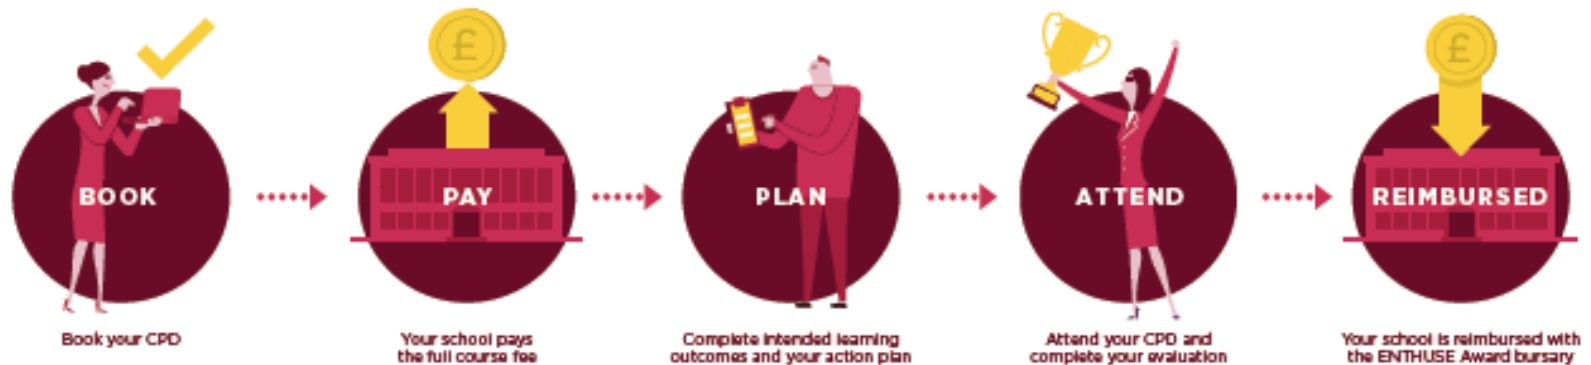 £
£
BOOK
PAY
PLAN
ATTEND
REIMBURSED
Book your CPD
Your school pays
the full course fee
Complete intended learning
outcomes and your action plan
Attend your CPD and
complete your evaluation
Your school is reimbursed with
the ENTHUSE Award bursary